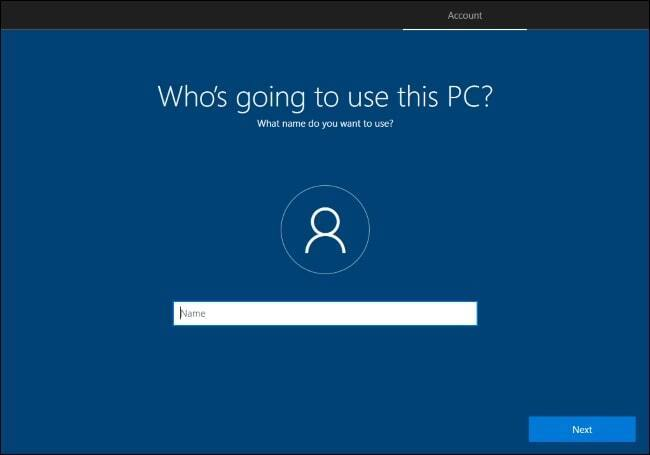 Account
Who's going to use this PC?
What name do you want to use?
Name
Next